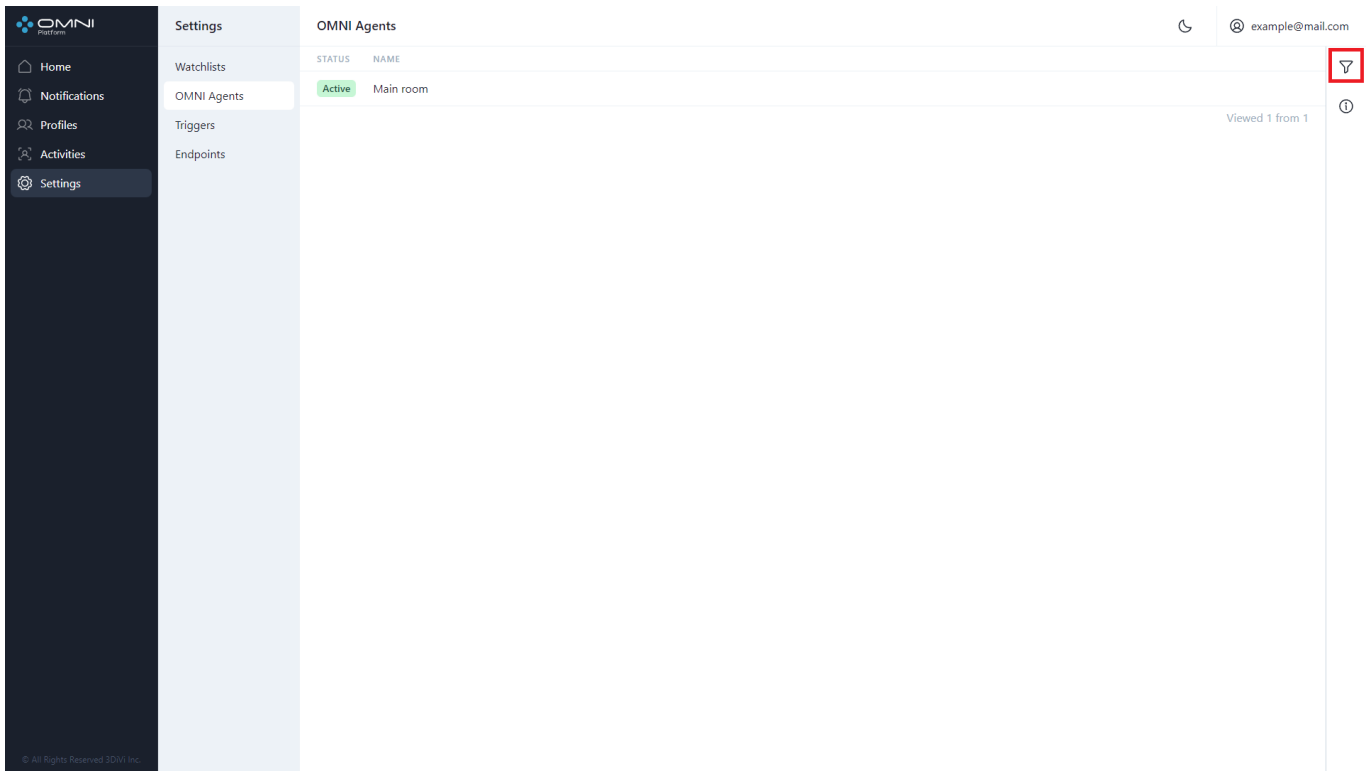 OMNI
Platform
Settings
OMNI Agents
example@mail.com
Home
Notifications
Profiles
Activities
Settings
Watchlists
OMNI Agents
Triggers
Endpoints
STATUS NAME
Active Main room
Viewed 1 from 1
© All Rights Reserved 3DiVi Inc.